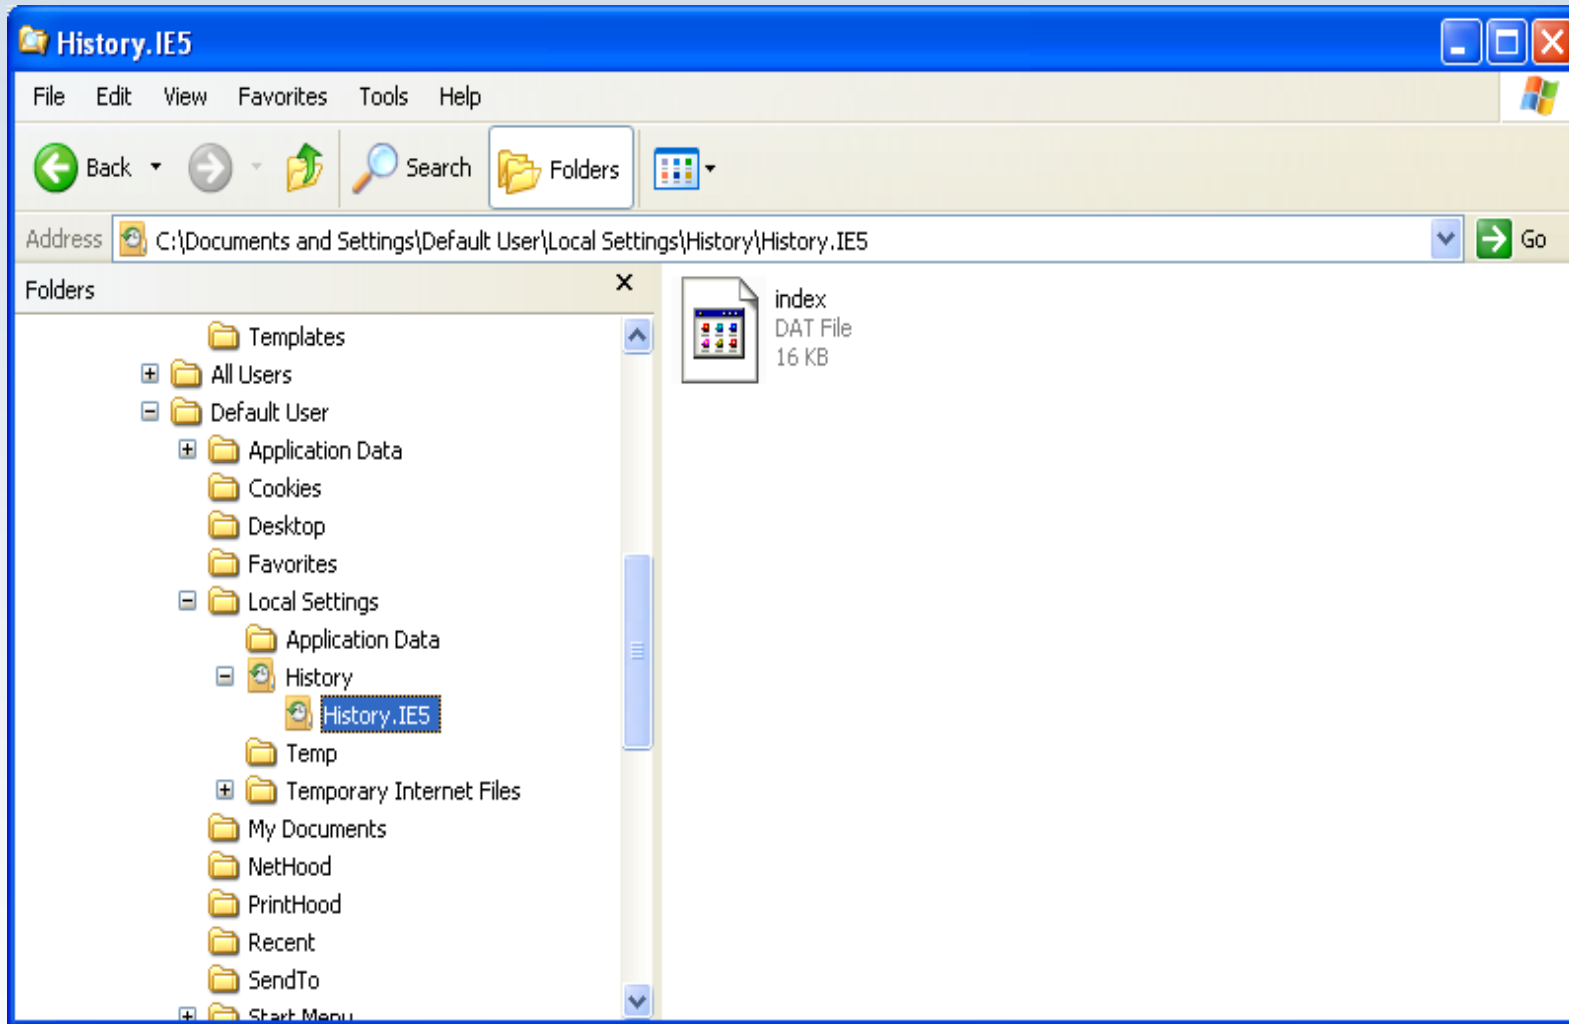 History.IE5
File Edit View Favorites Tools Help
Back Search Folders
Address C:\Documents and Settings\Default User\Local Settings\History\History.IE5 Go
Folders
Templates
All Users
Default User
Application Data
Cookies
Desktop
Favorites
Local Settings
Application Data
History
History.IE5
Temp
Temporary Internet Files
My Documents
NetHood
PrintHood
Recent
SendTo
Start Menu
index
DAT File
16 KB